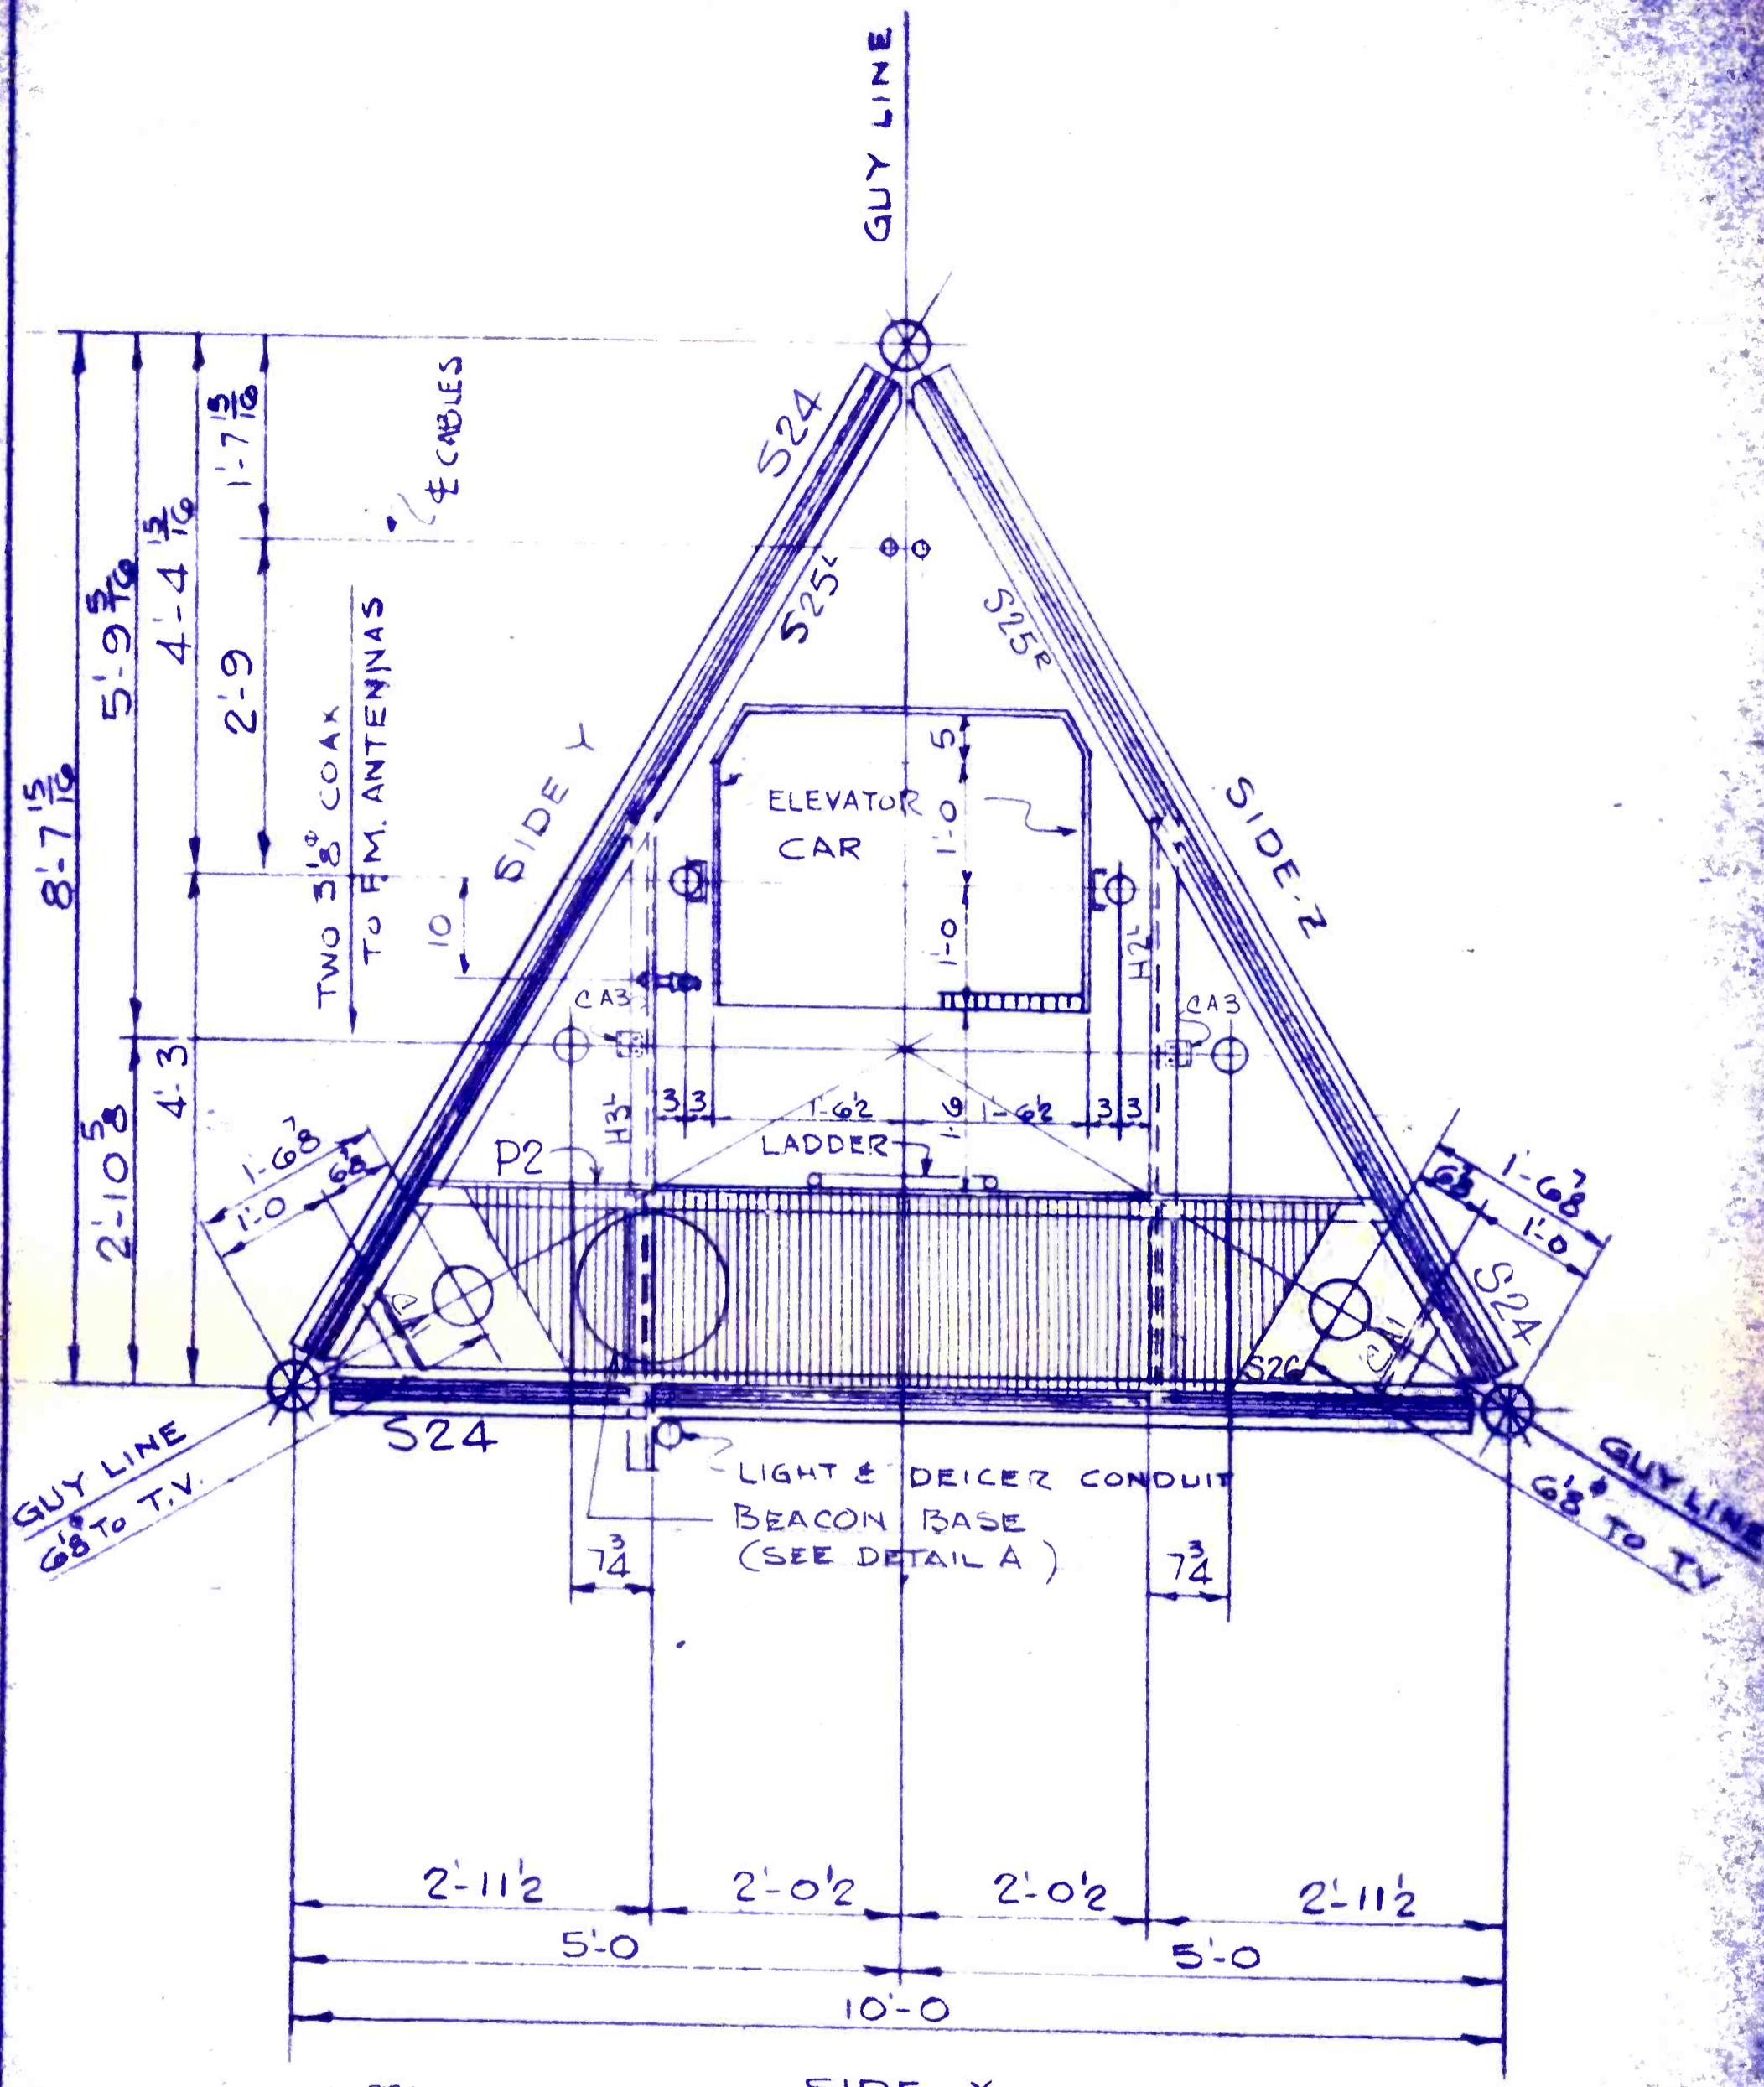 GUY LINE
℄ CABLES
S24
1'-7 15/16
4'-4 15/16
5'-9 5/16
8'-7 15/16
2'-9
S25L
S25R
TWO 3 1/8"φ COAX
TO F.M. ANTENNAS
SIDE Y
SIDE-Z
5
ELEVATOR
CAR
1'-0
1'-0
10
H2L
CA3
CA3
4'-3
2'-10 5/8
H3L
3
3
1'-6 1/2
1'-9
1'-6 1/2
3
3
LADDER
P2
1'-6 7/8
6 7/8
1'-0
1'-6 7/8
6 7/8
1'-0
S24
S26
S24
GUY LINE
6 1/8"φ TO T.V.
GUY LINE
6 1/8"φ TO TV
LIGHT & DEICER CONDUIT
BEACON BASE
(SEE DETAIL A)
7 3/4
7 3/4
2'-11 1/2
2'-0 1/2
2'-0 1/2
2'-11 1/2
5'-0
5'-0
10'-0
SIDE X